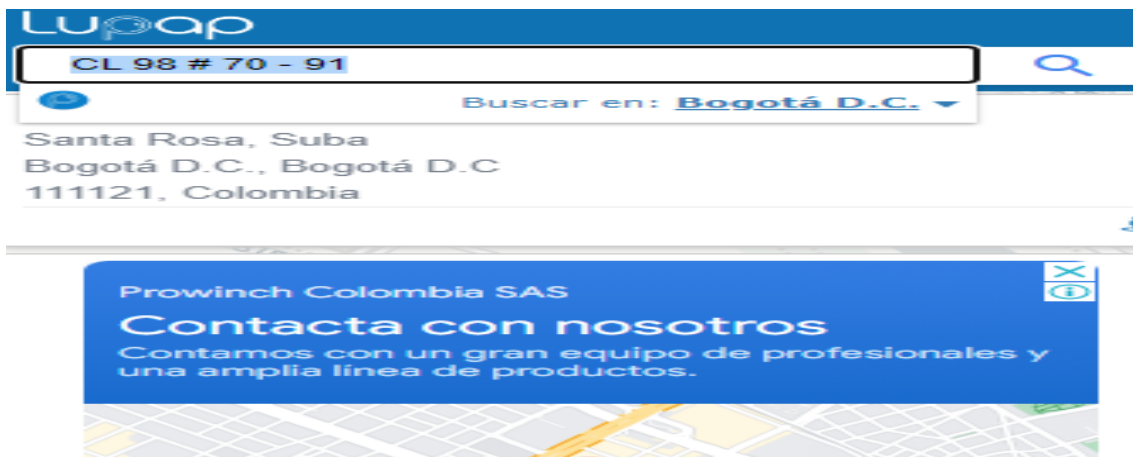 Lupap
CL 98 # 70 - 91
Buscar en: Bogotá D.C.
Santa Rosa, Suba
Bogotá D.C., Bogotá D.C
111121, Colombia
Prowinch Colombia SAS
Contacta con nosotros
Contamos con un gran equipo de profesionales y
una amplia línea de productos.